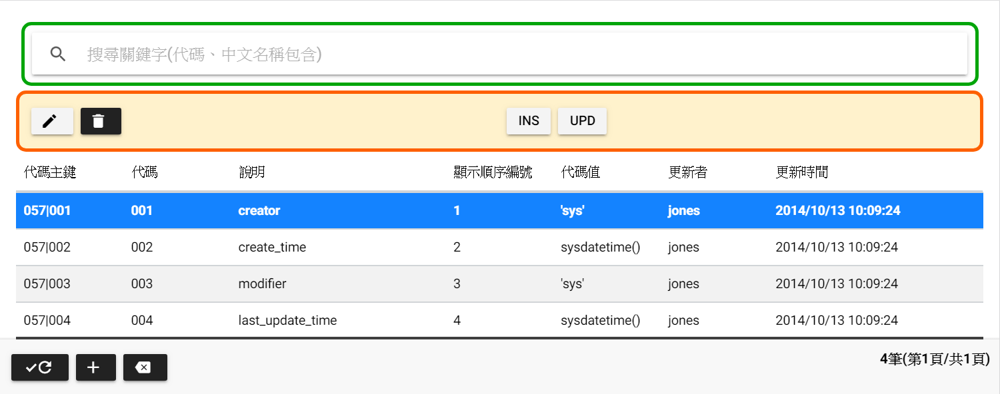 搜尋關鍵字(代碼、中文名稱包含)
INS UPD
代碼主鍵 代碼 說明 顯示順序編號 代碼值 更新者 更新時間
057|001 001 creator 1 'sys' jones 2014/10/13 10:09:24
057|002 002 create_time 2 sysdatetime() jones 2014/10/13 10:09:24
057|003 003 modifier 3 'sys' jones 2014/10/13 10:09:24
057|004 004 last_update_time 4 sysdatetime() jones 2014/10/13 10:09:24
4筆(第1頁/共1頁)